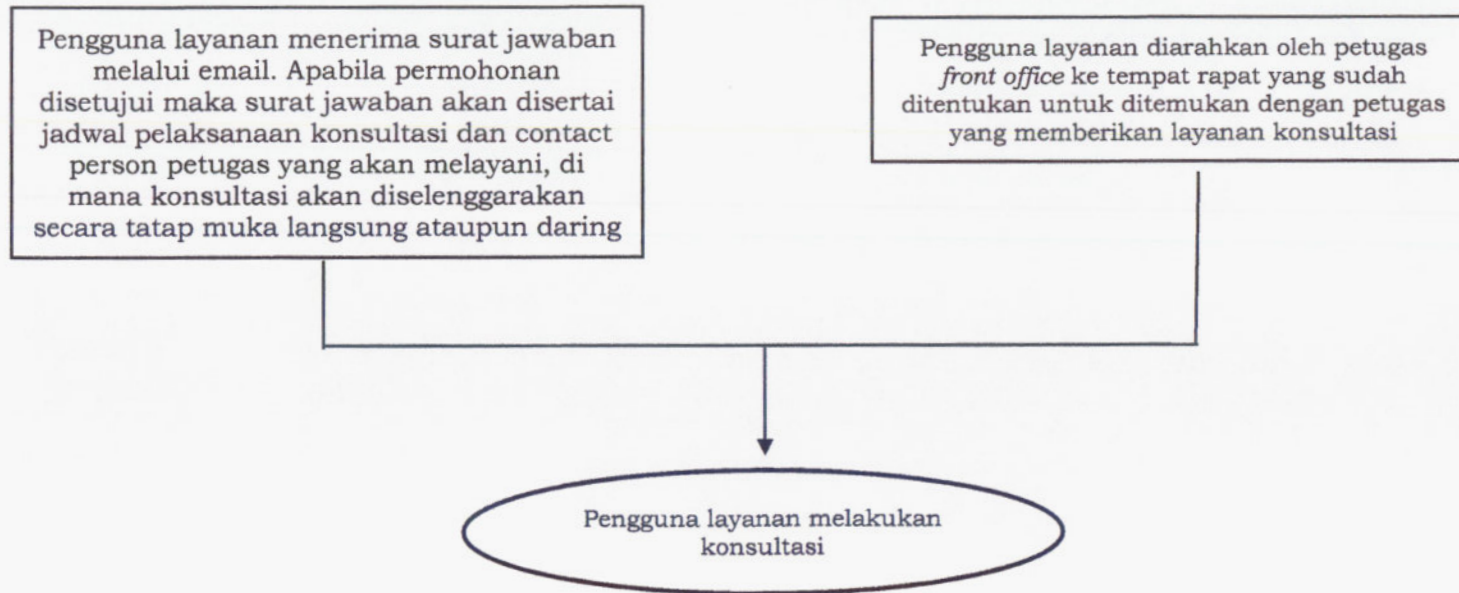 Pengguna layanan menerima surat jawaban
melalui email. Apabila permohonan
disetujui maka surat jawaban akan disertai
jadwal pelaksanaan konsultasi dan contact
person petugas yang akan melayani, di
mana konsultasi akan diselenggarakan
secara tatap muka langsung ataupun daring
Pengguna layanan diarahkan oleh petugas
front office ke tempat rapat yang sudah
ditentukan untuk ditemukan dengan petugas
yang memberikan layanan konsultasi
Pengguna layanan melakukan
konsultasi